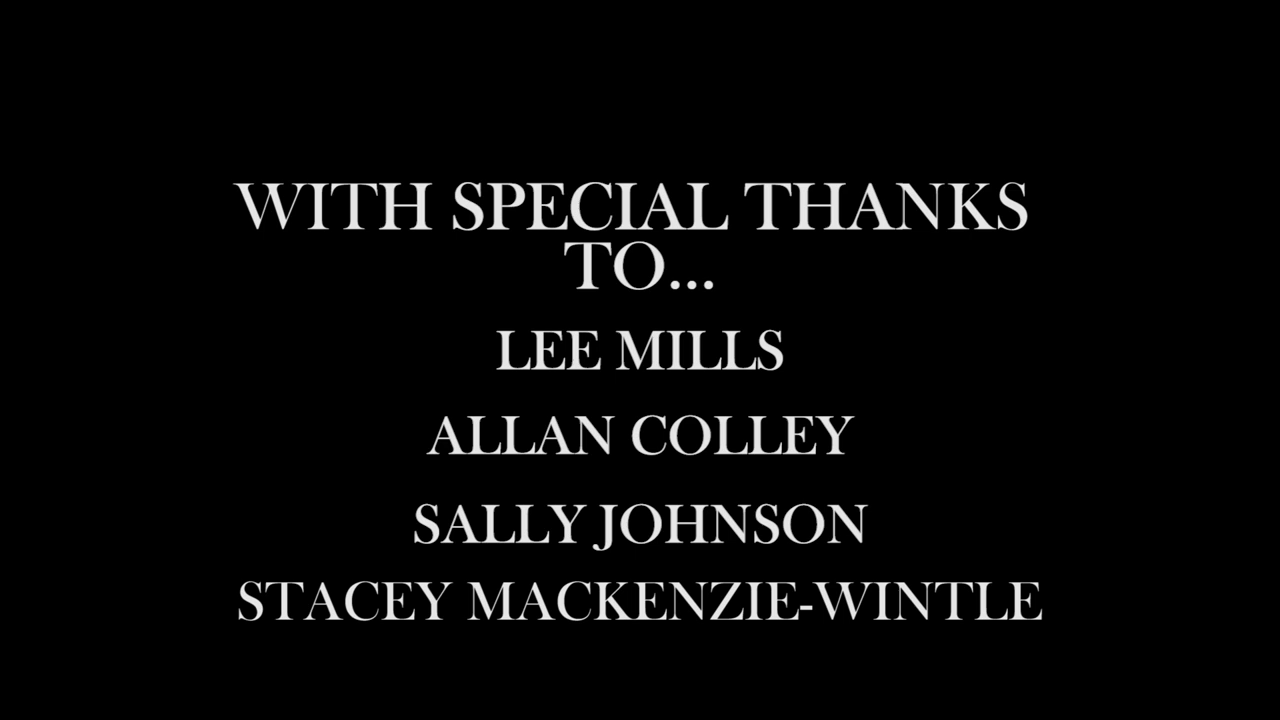 WITH SPECIAL THANKS
TO...
LEE MILLS
ALLAN COLLEY
SALLY JOHNSON
STACEY MACKENZIE-WINTLE